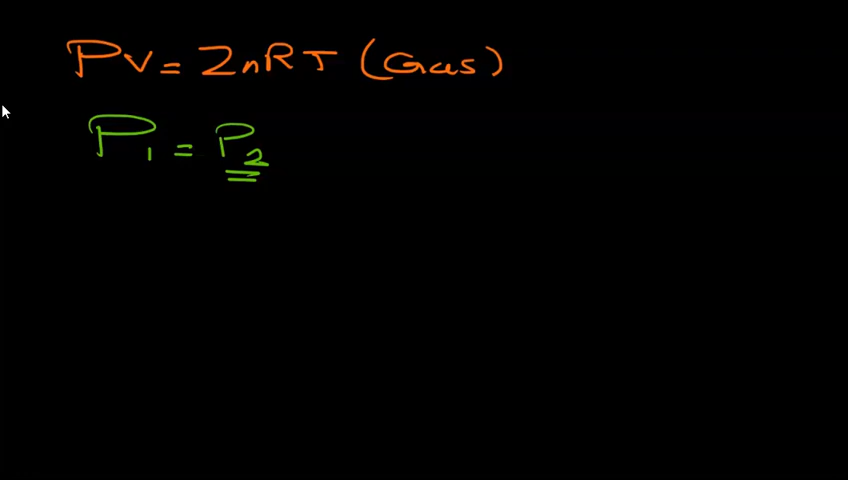 PV = ZnRT (Gas)
P₁ = P₂